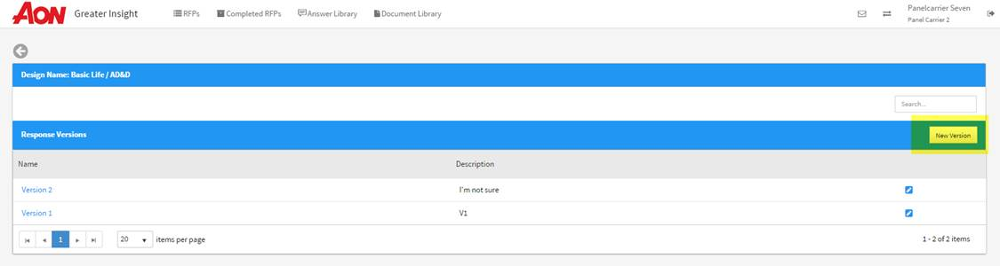 AON Greater Insight RFPs Completed RFPs Answer Library Document Library Panelcarrier Seven
Panel Carrier 2
Design Name: Basic Life / AD&D
Search...
Response Versions New Version
Name Description
Version 2 I'm not sure
Version 1 V1
1 20 items per page 1 - 2 of 2 items